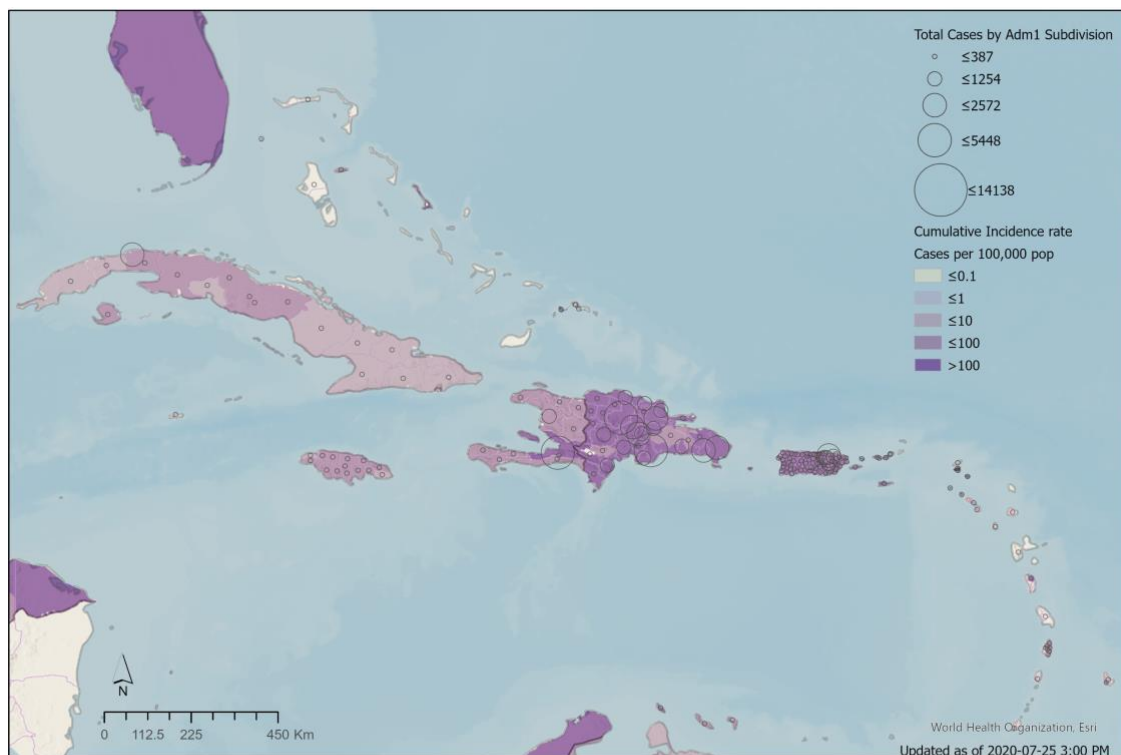 Total Cases by Adm1 Subdivision
≤387
≤1254
≤2572
≤5448
≤14138
Cumulative Incidence rate
Cases per 100,000 pop
≤0.1
≤1
≤10
≤100
>100
N
0 112.5 225 450 Km
World Health Organization, Esri
Updated as of 2020-07-25 3:00 PM